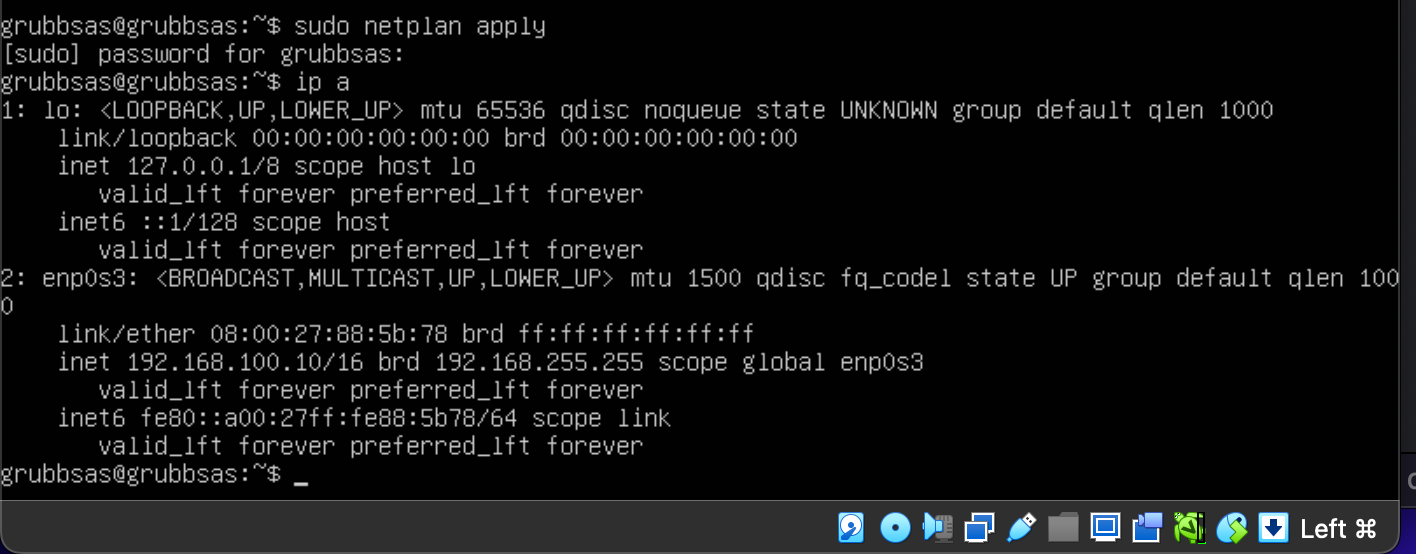 grubbsas@grubbsas:~$ sudo netplan apply
[sudo] password for grubbsas:
grubbsas@grubbsas:~$ ip a
1: lo: <LOOPBACK,UP,LOWER_UP> mtu 65536 qdisc noqueue state UNKNOWN group default qlen 1000
    link/loopback 00:00:00:00:00:00 brd 00:00:00:00:00:00
    inet 127.0.0.1/8 scope host lo
       valid_lft forever preferred_lft forever
    inet6 ::1/128 scope host
       valid_lft forever preferred_lft forever
2: enp0s3: <BROADCAST,MULTICAST,UP,LOWER_UP> mtu 1500 qdisc fq_codel state UP group default qlen 100
0
    link/ether 08:00:27:88:5b:78 brd ff:ff:ff:ff:ff:ff
    inet 192.168.100.10/16 brd 192.168.255.255 scope global enp0s3
       valid_lft forever preferred_lft forever
    inet6 fe80::a00:27ff:fe88:5b78/64 scope link
       valid_lft forever preferred_lft forever
grubbsas@grubbsas:~$ _
Left ⌘